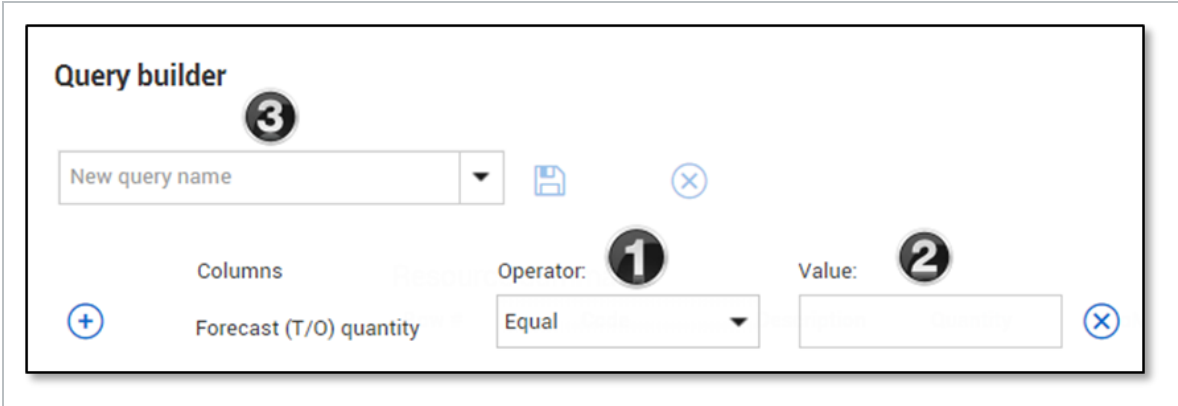 Query builder
3
New query name
1
2
Columns
Operator:
Value:
Forecast (T/O) quantity
Equal